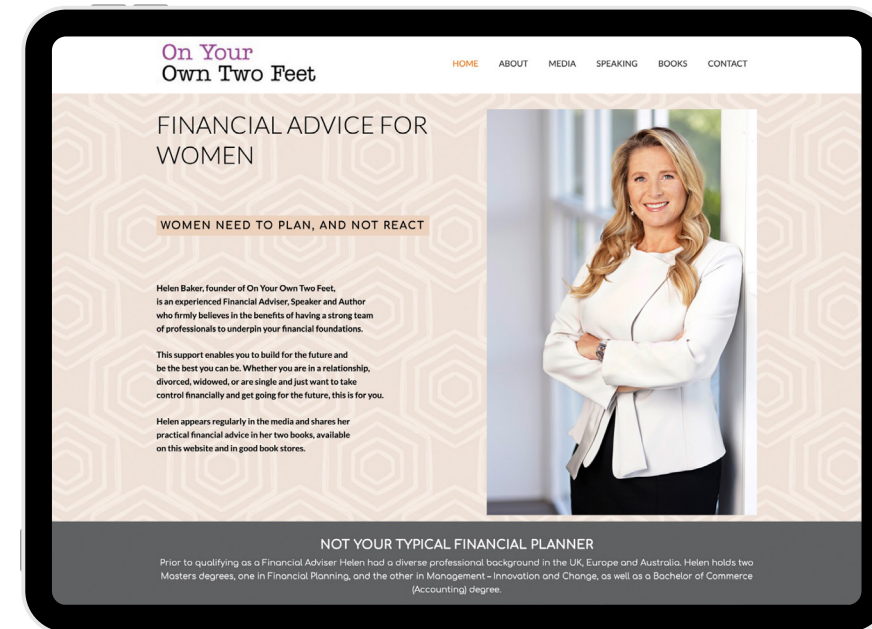 On Your
Own Two Feet
HOME ABOUT MEDIA SPEAKING BOOKS CONTACT
FINANCIAL ADVICE FOR
WOMEN
WOMEN NEED TO PLAN, AND NOT REACT
Helen Baker, founder of On Your Own Two Feet,
is an experienced Financial Adviser, Speaker and Author
who firmly believes in the benefits of having a strong team
of professionals to underpin your financial foundations.
This support enables you to build for the future and
be the best you can be. Whether you are in a relationship,
divorced, widowed, or are single and just want to take
control financially and get going for the future, this is for you.
Helen appears regularly in the media and shares her
practical financial advice in her two books, available
on this website and in good book stores.
NOT YOUR TYPICAL FINANCIAL PLANNER
Prior to qualifying as a Financial Adviser Helen had a diverse professional background in the UK, Europe and Australia. Helen holds two
Masters degrees, one in Financial Planning, and the other in Management – Innovation and Change, as well as a Bachelor of Commerce
(Accounting) degree.